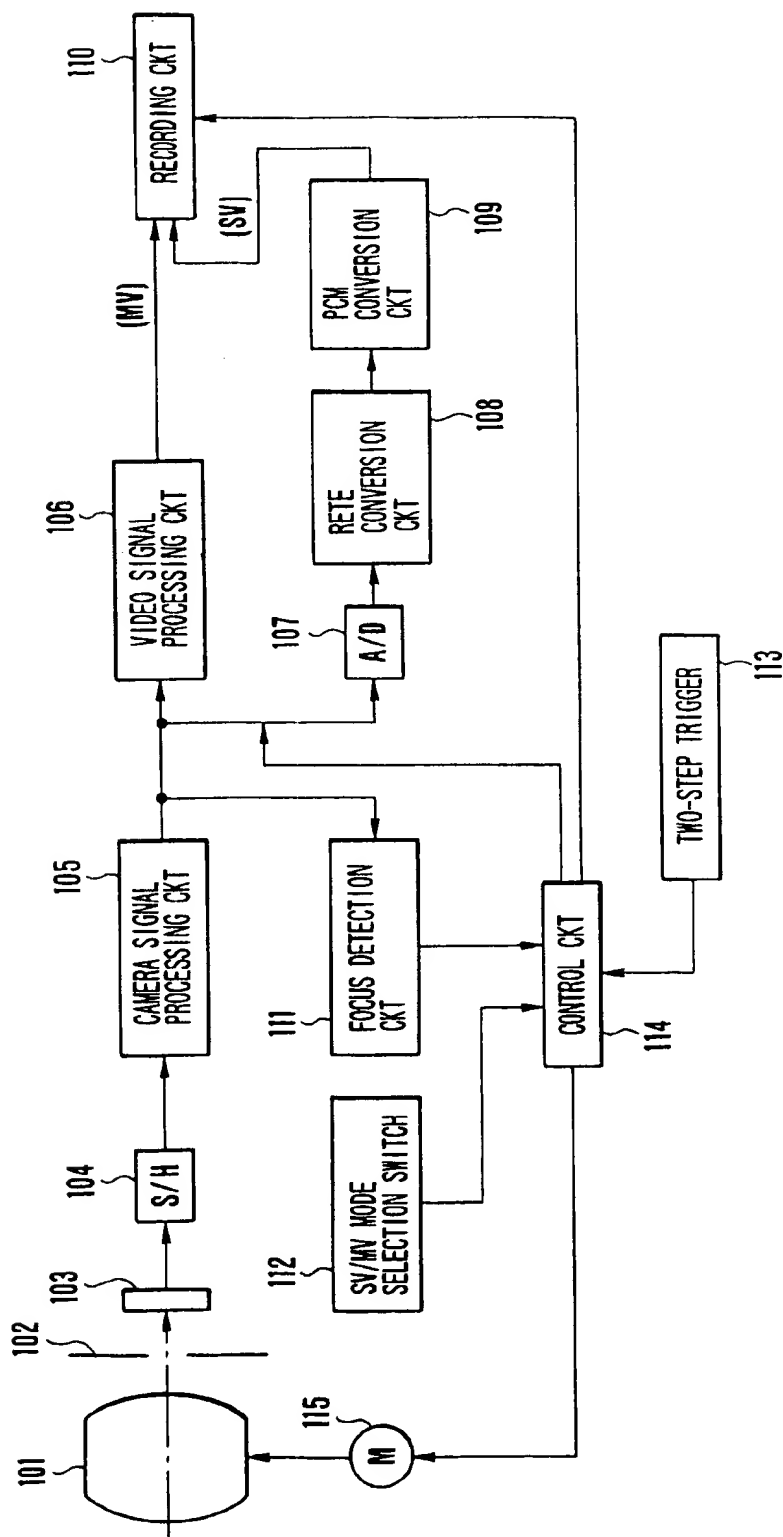 101
102
103
104
S/H
105
CAMERA SIGNAL
PROCESSING CKT
106
VIDEO SIGNAL
PROCESSING CKT
(MV)
110
RECORDING CKT
(SV)
107
A/D
RETE
CONVERSION
CKT
108
PCM
CONVERSION
CKT
109
111
FOCUS DETECTION
CKT
112
SV/MV MODE
SELECTION SWITCH
115
M
CONTROL CKT
114
TWO-STEP TRIGGER
113